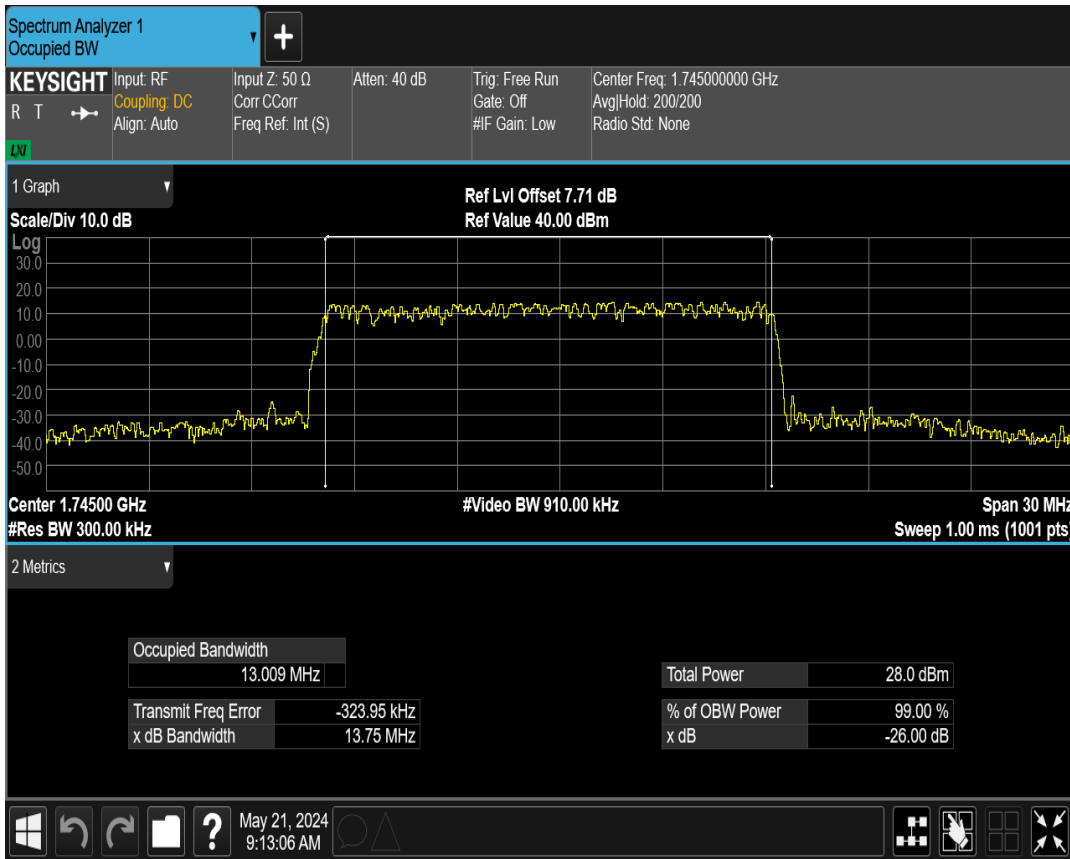 Spectrum Analyzer 1
Occupied BW
+
KEYSIGHT
R T
LXI
Input: RF
Coupling: DC
Align: Auto
Input Z: 50 Ω
Corr CCorr
Freq Ref: Int (S)
Atten: 40 dB
Trig: Free Run
Gate: Off
#IF Gain: Low
Center Freq: 1.745000000 GHz
Avg|Hold: 200/200
Radio Std: None
1 Graph
Scale/Div 10.0 dB
Ref Lvl Offset 7.71 dB
Ref Value 40.00 dBm
Log
30.0
20.0
10.0
0.00
-10.0
-20.0
-30.0
-40.0
-50.0
Center 1.74500 GHz
#Video BW 910.00 kHz
Span 30 MHz
#Res BW 300.00 kHz
Sweep 1.00 ms (1001 pts)
2 Metrics
Occupied Bandwidth
13.009 MHz
Transmit Freq Error -323.95 kHz
x dB Bandwidth 13.75 MHz
Total Power 28.0 dBm
% of OBW Power 99.00 %
x dB -26.00 dB
?
May 21, 2024
9:13:06 AM